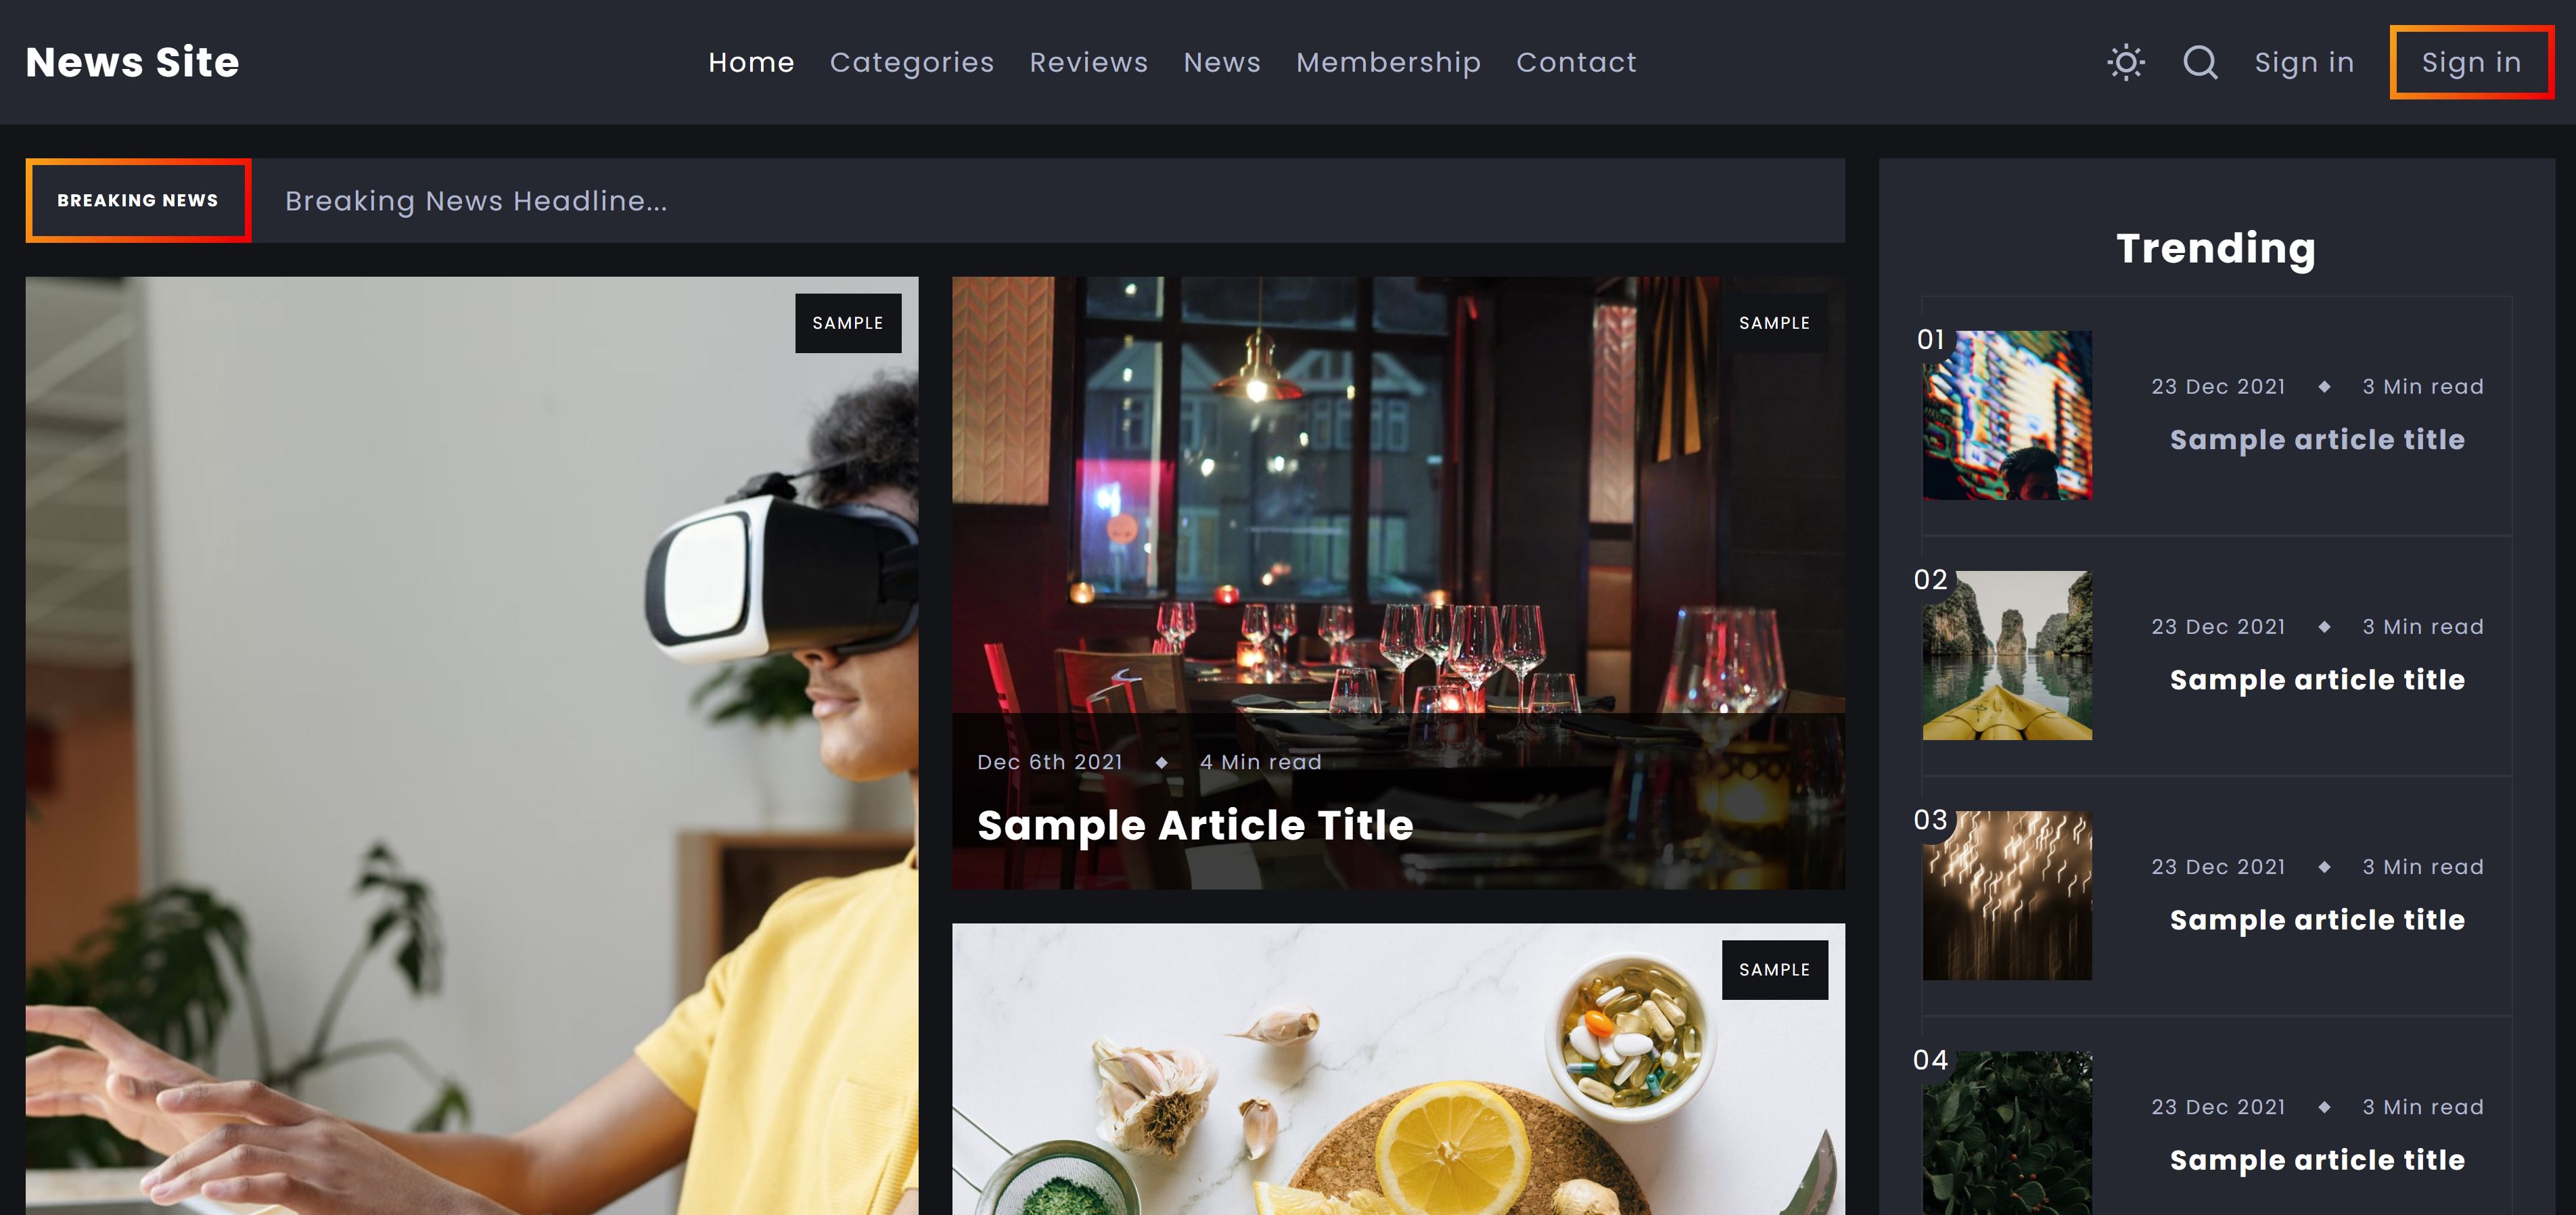 News Site
Home Categories Reviews News Membership Contact
Sign in
Sign in
BREAKING NEWS
Breaking News Headline...
SAMPLE
SAMPLE
Dec 6th 2021 ◆ 4 Min read
Sample Article Title
SAMPLE
Trending
01
23 Dec 2021 ◆ 3 Min read
Sample article title
02
23 Dec 2021 ◆ 3 Min read
Sample article title
03
23 Dec 2021 ◆ 3 Min read
Sample article title
04
23 Dec 2021 ◆ 3 Min read
Sample article title